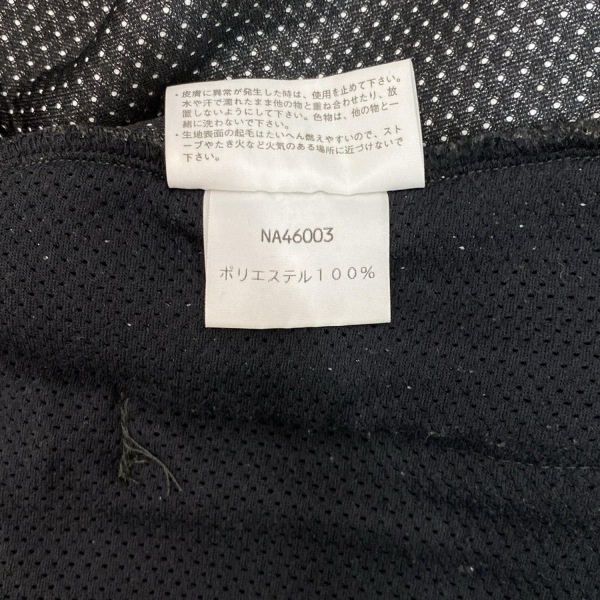 ・皮膚に異常が発生した時は、使用を止めて下さい。
水や汗で濡れたまま他の物と重ね合わせたり、放
置しないようにして下さい。色物は、他の物と一
緒に洗わないで下さい。
・生地表面の起毛はたいへん燃えやすいので、スト
ーブやたき火など火気のある場所に近づけないで下
さい。
NA46003
ポリエステル１００％